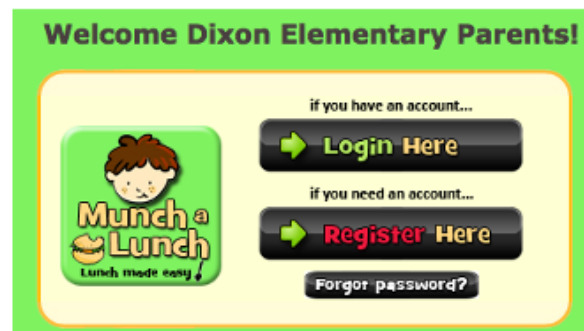 Welcome Dixon Elementary Parents!
if you have an account...
Login Here
if you need an account...
Register Here
Forgot password?
Munch a
Lunch
Lunch made easy!